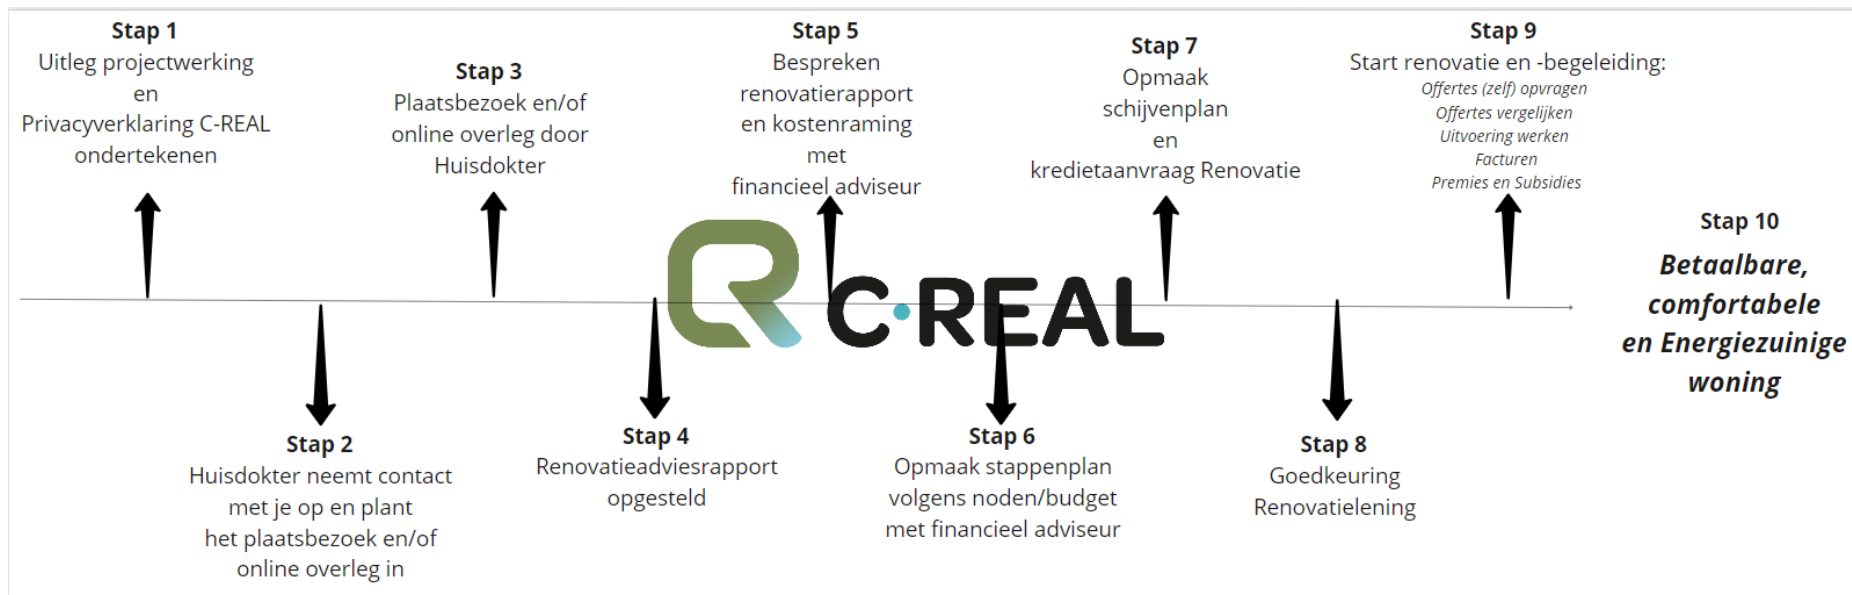 Stap 1
Uitleg projectwerking
en
Privacyverklaring C-REAL
ondertekenen
Stap 2
Huisdokter neemt contact
met je op en plant
het plaatsbezoek en/of
online overleg in
Stap 3
Plaatsbezoek en/of
online overleg door
Huisdokter
Stap 4
Renovatieadviesrapport
opgesteld
Stap 5
Bespreken
renovatierapport
en kostenraming
met
financieel adviseur
C·REAL
Stap 6
Opmaak stappenplan
volgens noden/budget
met financieel adviseur
Stap 7
Opmaak
schijvenplan
en
kredietaanvraag Renovatie
Stap 8
Goedkeuring
Renovatielening
Stap 9
Start renovatie en -begeleiding:
Offertes (zelf) opvragen
Offertes vergelijken
Uitvoering werken
Facturen
Premies en Subsidies
Stap 10
Betaalbare,
comfortabele
en Energiezuinige
woning